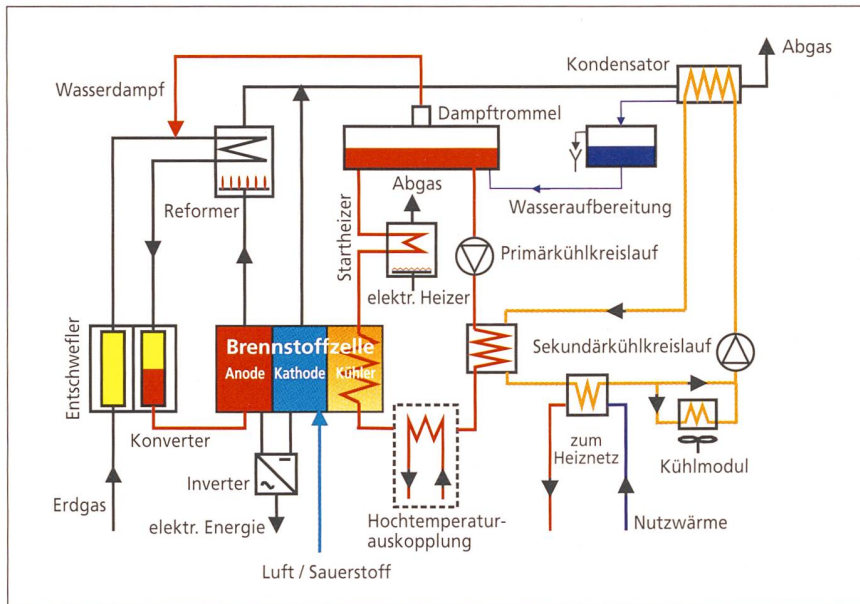 Abgas
Kondensator
Wasserdampf
Dampftrommel
Abgas
Reformer
Startheizer
Wasseraufbereitung
Primärkühlkreislauf
elektr. Heizer
Entschwefler
Brennstoffzelle
Anode Kathode Kühler
Sekundärkühlkreislauf
Konverter
zum
Heiznetz
Kühlmodul
Inverter
Erdgas
elektr. Energie
Hochtemperatur-
auskopplung
Nutzwärme
Luft / Sauerstoff